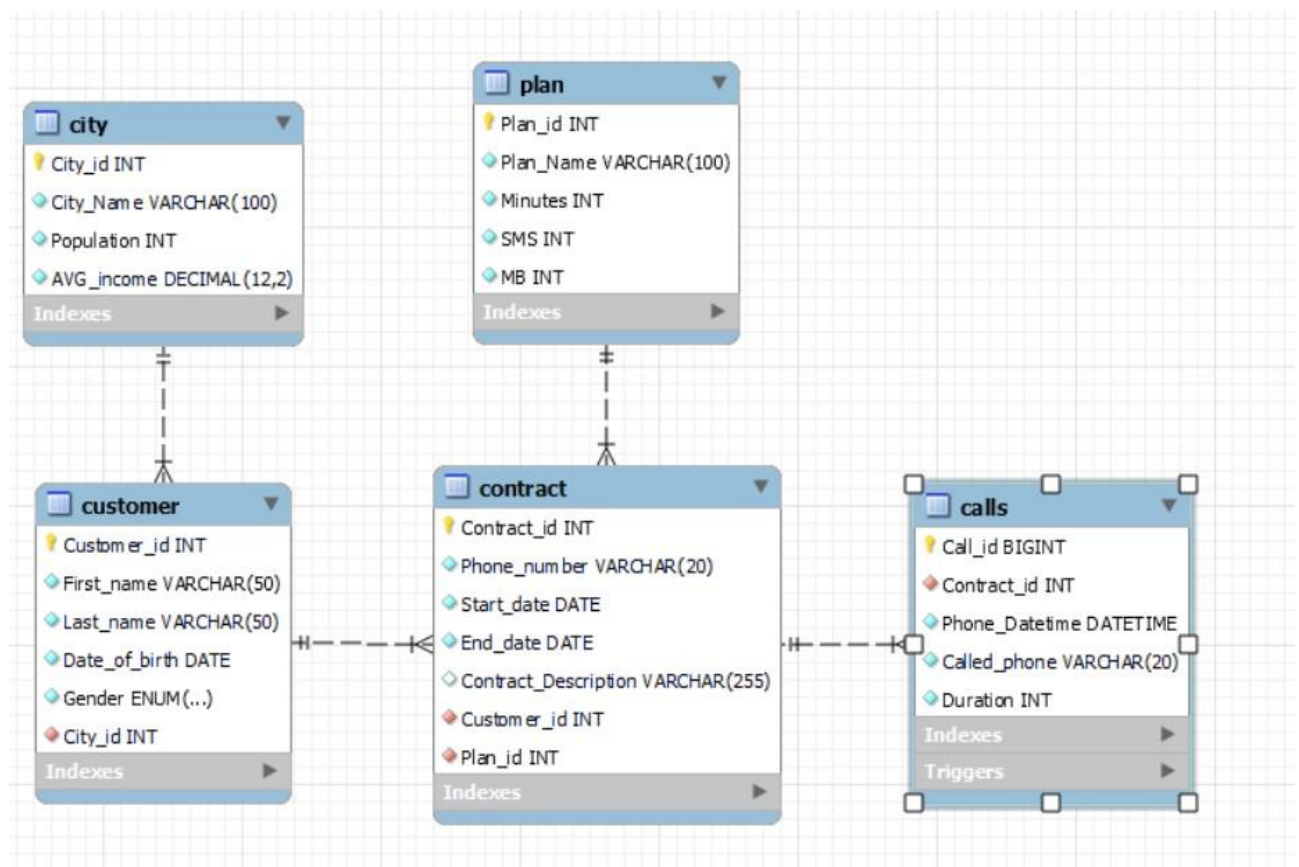 city
City_id INT
City_Name VARCHAR(100)
Population INT
AVG_income DECIMAL(12,2)
Indexes
plan
Plan_id INT
Plan_Name VARCHAR(100)
Minutes INT
SMS INT
MB INT
Indexes
customer
Customer_id INT
First_name VARCHAR(50)
Last_name VARCHAR(50)
Date_of_birth DATE
Gender ENUM(...)
City_id INT
Indexes
contract
Contract_id INT
Phone_number VARCHAR(20)
Start_date DATE
End_date DATE
Contract_Description VARCHAR(255)
Customer_id INT
Plan_id INT
Indexes
calls
Call_id BIGINT
Contract_id INT
Phone_Datetime DATETIME
Called_phone VARCHAR(20)
Duration INT
Indexes
Triggers